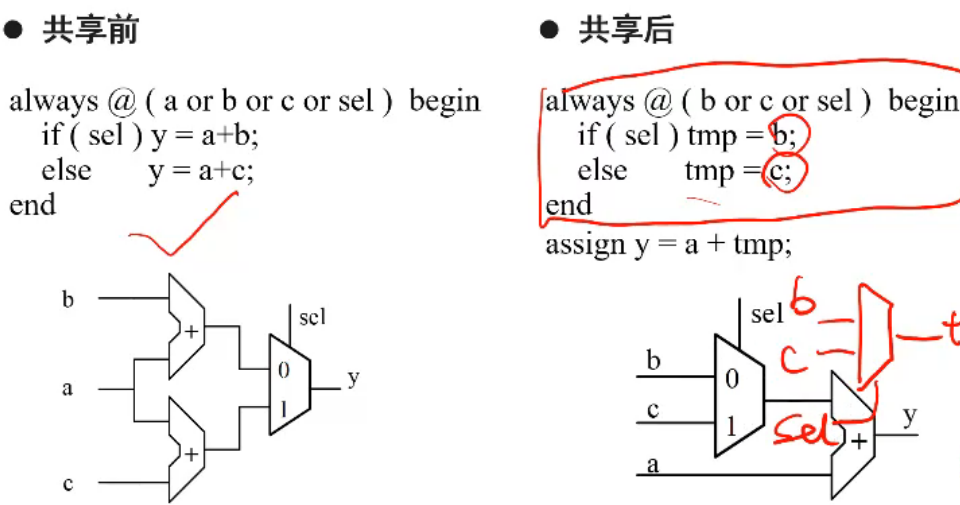 ● 共享前
always @ ( a or b or c or sel ) begin
if ( sel ) y = a+b;
else y = a+c;
end
b
+
sel
0
a
y
1
+
c
● 共享后
always @ ( b or c or sel ) begin
if ( sel ) tmp = b;
else tmp = c;
end
assign y = a + tmp;
sel
b
0
c
1
a
+
y
b
c
t
sel